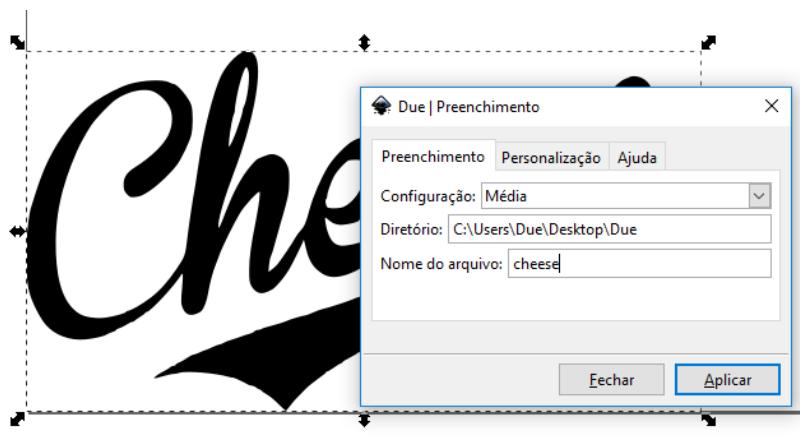 Che
Due | Preenchimento
Preenchimento Personalização Ajuda
Configuração: Média
Diretório: C:\Users\Due\Desktop\Due
Nome do arquivo: cheese
Fechar Aplicar